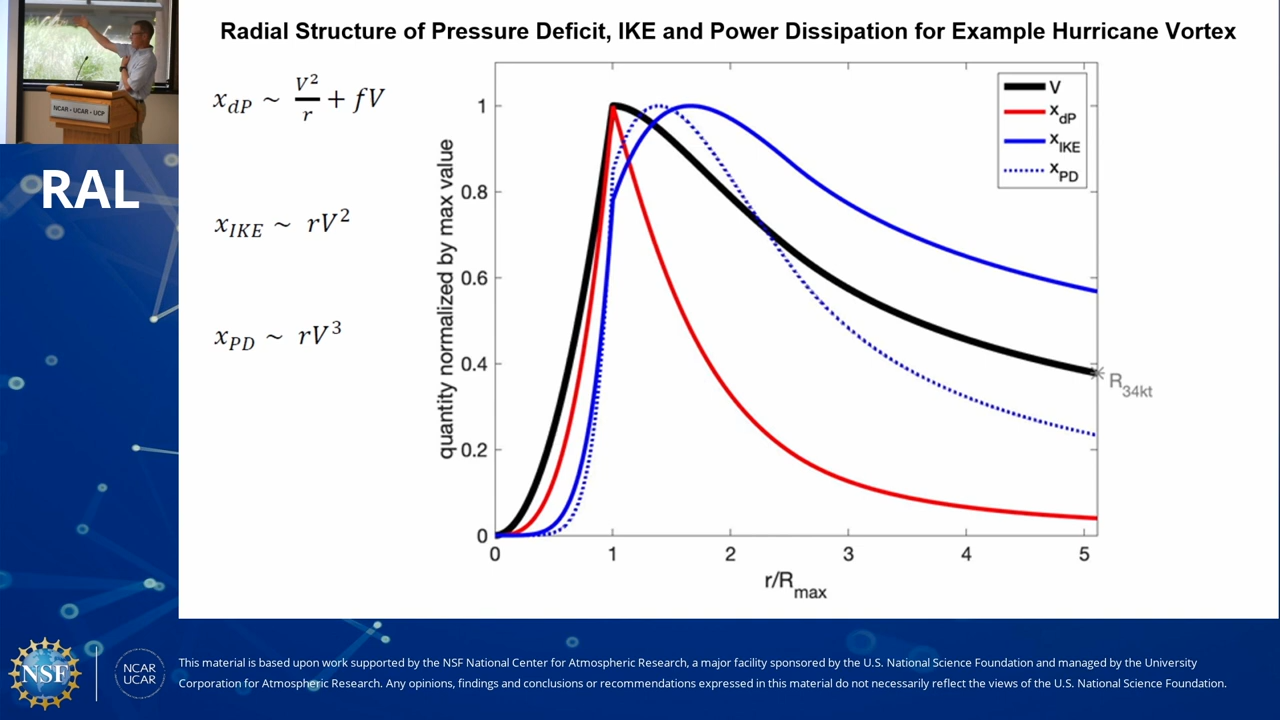 Radial Structure of Pressure Deficit, IKE and Power Dissipation for Example Hurricane Vortex
NCAR - UCAR - UCP
RAL
x_dP ~ V²/r + fV
x_IKE ~ rV²
x_PD ~ rV³
quantity normalized by max value
1
0.8
0.6
0.4
0.2
0
0 1 2 3 4 5
r/R_max
V
x_dP
x_IKE
x_PD
R_34kt
NSF
NCAR
UCAR
This material is based upon work supported by the NSF National Center for Atmospheric Research, a major facility sponsored by the U.S. National Science Foundation and managed by the University
Corporation for Atmospheric Research. Any opinions, findings and conclusions or recommendations expressed in this material do not necessarily reflect the views of the U.S. National Science Foundation.